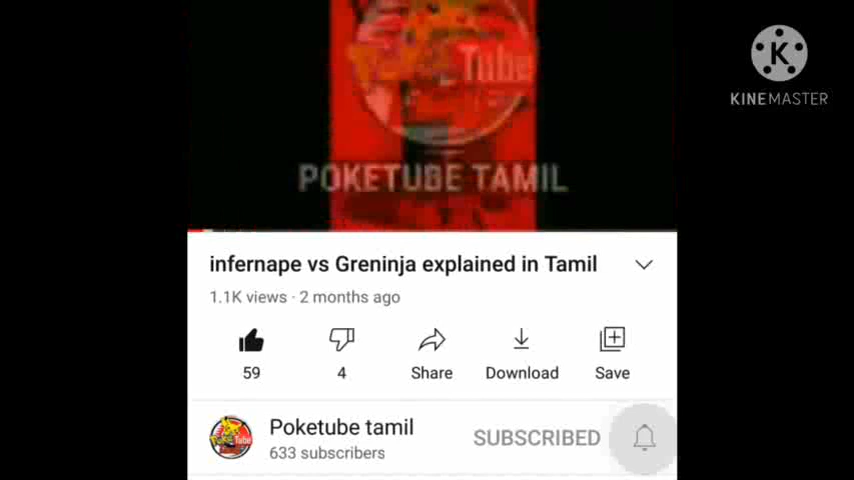 Tube
POKETUBE TAMIL
KINEMASTER
infernape vs Greninja explained in Tamil
1.1K views · 2 months ago
59
4
Share
Download
Save
Poketube tamil
633 subscribers
SUBSCRIBED